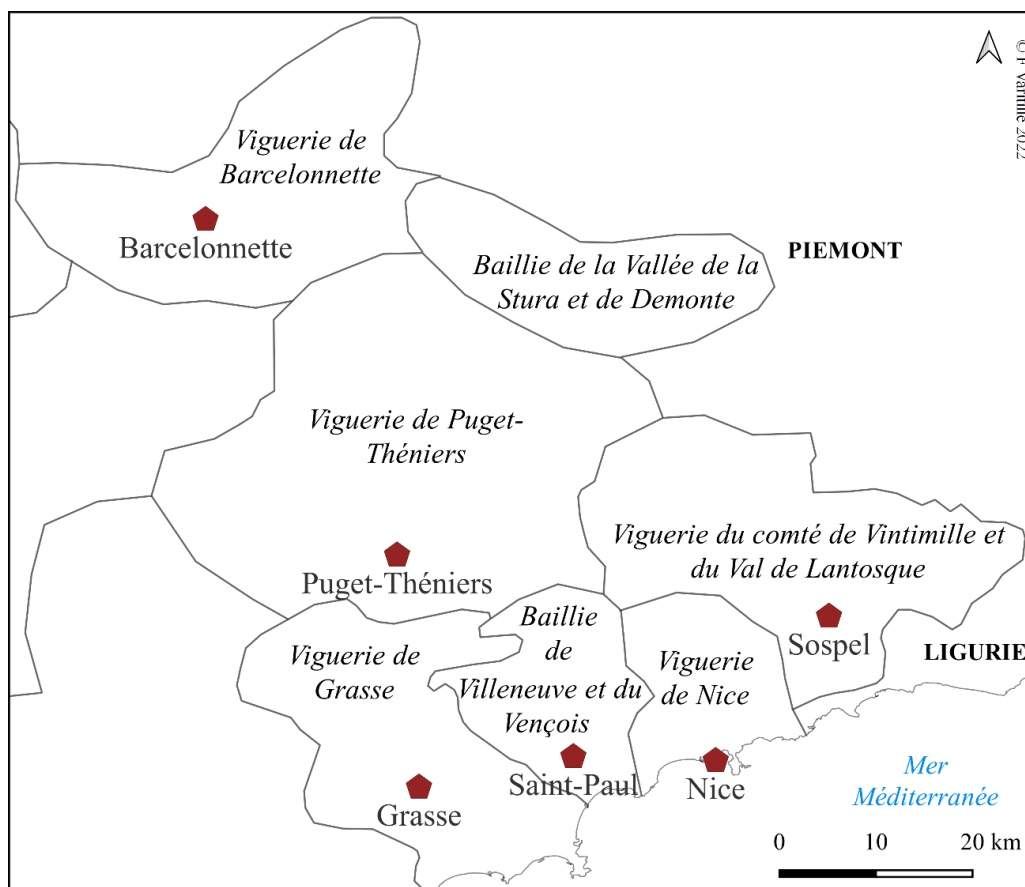 © F Varitille 2022
Viguerie de
Barcelonnette
Barcelonnette
Baillie de la Vallée de la
Stura et de Demonte
PIEMONT
Viguerie de Puget-
Théniers
Puget-Théniers
Viguerie du comté de Vintimille et
du Val de Lantosque
Sospel
LIGURIE
Baillie
de
Villeneuve et du
Vençois
Saint-Paul
Viguerie de
Grasse
Grasse
Viguerie
de Nice
Nice
Mer
Méditerranée
0 10 20 km